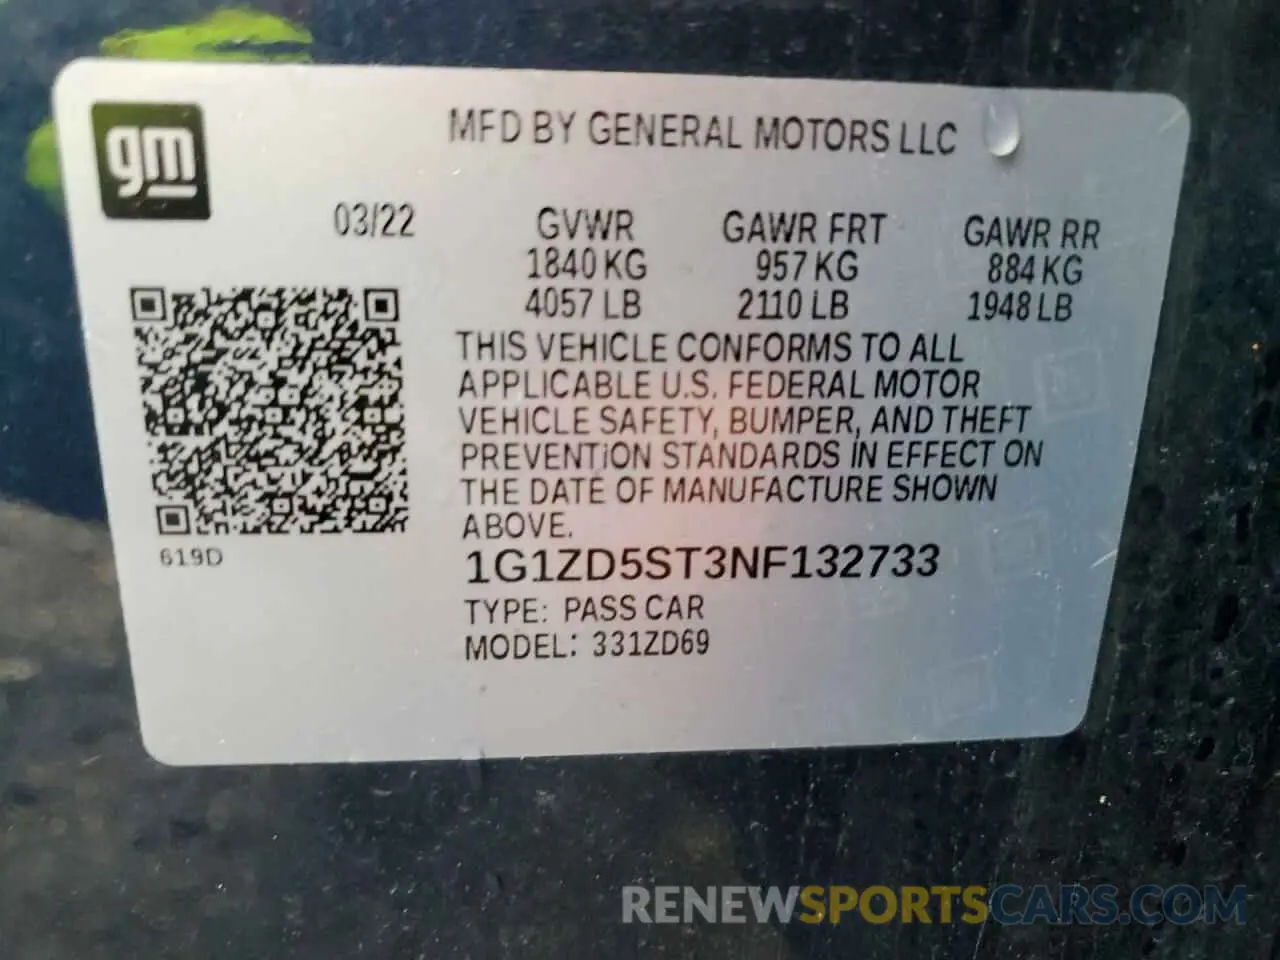 gm
MFD BY GENERAL MOTORS LLC
03/22
GVWR GAWR FRT GAWR RR
1840 KG 957 KG 884 KG
4057 LB 2110 LB 1948 LB
THIS VEHICLE CONFORMS TO ALL
APPLICABLE U.S. FEDERAL MOTOR
VEHICLE SAFETY, BUMPER, AND THEFT
PREVENTION STANDARDS IN EFFECT ON
THE DATE OF MANUFACTURE SHOWN
ABOVE.
619D
1G1ZD5ST3NF132733
TYPE: PASS CAR
MODEL: 331ZD69
RENEWSPORTSCARS.COM